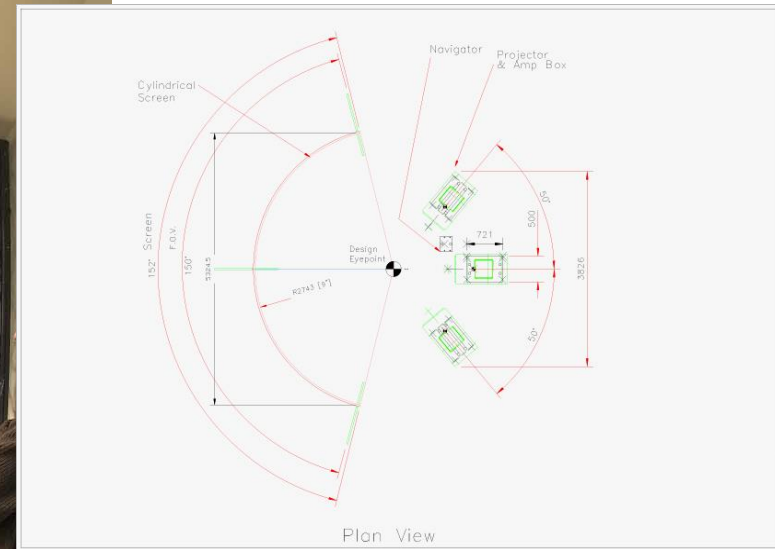 Navigator
Projector
& Amp Box
Cylindrical
Screen
50°
500
721
3826
Design
Eyepoint
152° Screen
F.o.v.
150°
R2743 [9']
50°
Plan View